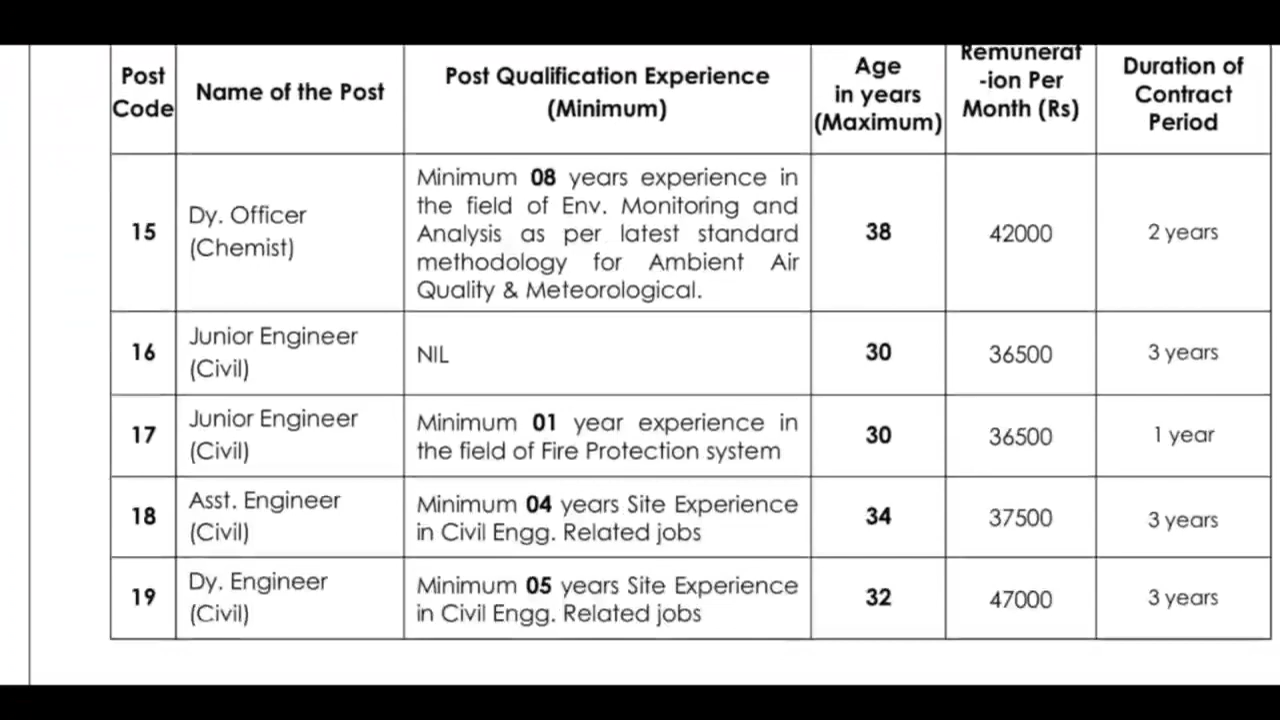 Post Code
Name of the Post
Post Qualification Experience
(Minimum)
Age
in years
(Maximum)
Remunerat
-ion Per
Month (Rs)
Duration of
Contract
Period
15
Dy. Officer
(Chemist)
Minimum 08 years experience in
the field of Env. Monitoring and
Analysis as per latest standard
methodology for Ambient Air
Quality & Meteorological.
38
42000
2 years
16
Junior Engineer
(Civil)
NIL
30
36500
3 years
17
Junior Engineer
(Civil)
Minimum 01 year experience in
the field of Fire Protection system
30
36500
1 year
18
Asst. Engineer
(Civil)
Minimum 04 years Site Experience
in Civil Engg. Related jobs
34
37500
3 years
19
Dy. Engineer
(Civil)
Minimum 05 years Site Experience
in Civil Engg. Related jobs
32
47000
3 years